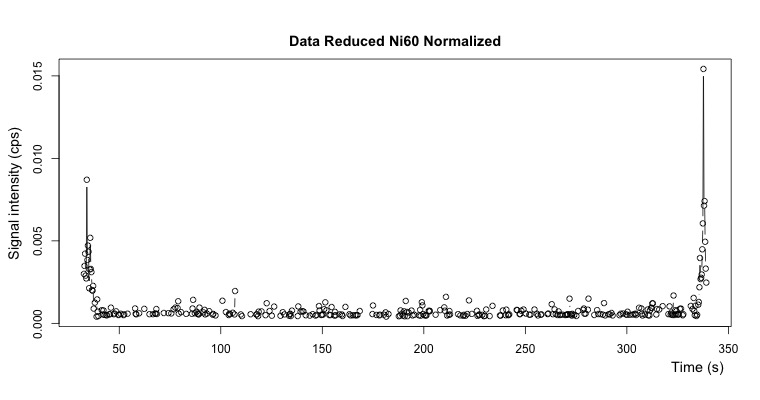 Data Reduced Ni60 Normalized
Signal intensity (cps)
0.015
0.010
0.005
0.000
50 100 150 200 250 300 350
Time (s)